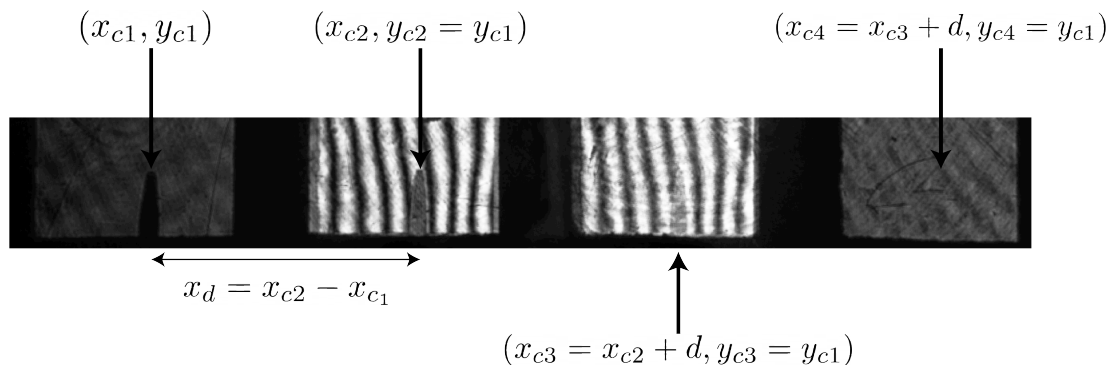 (x_{c1}, y_{c1})
(x_{c2}, y_{c2} = y_{c1})
(x_{c4} = x_{c3} + d, y_{c4} = y_{c1})
x_d = x_{c2} − x_{c_1}
(x_{c3} = x_{c2} + d, y_{c3} = y_{c1})